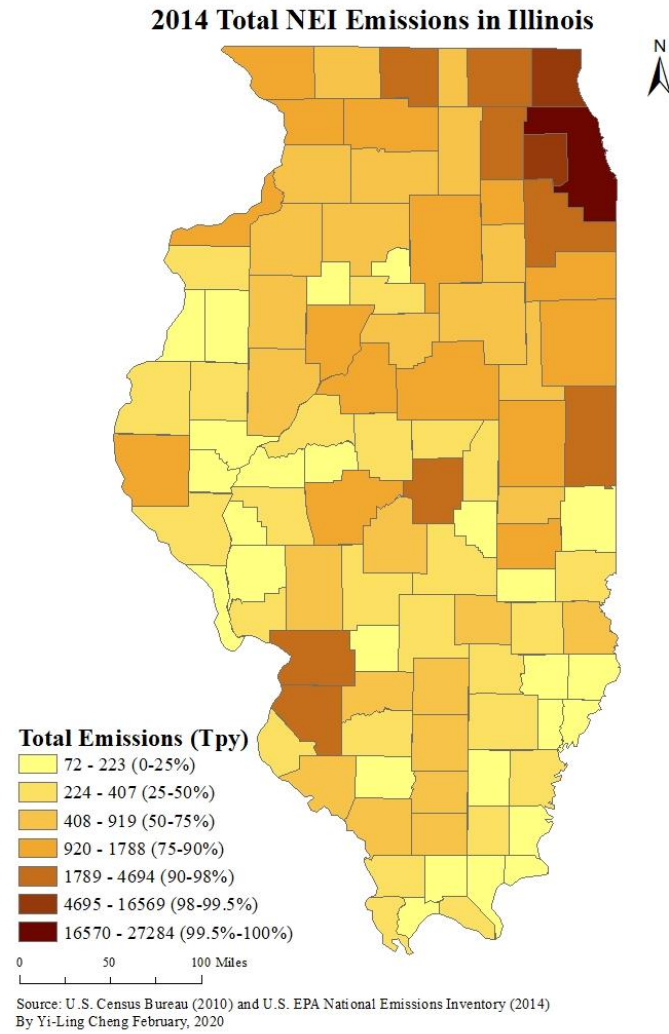 2014 Total NEI Emissions in Illinois
N
Total Emissions (Tpy)
72 - 223 (0-25%)
224 - 407 (25-50%)
408 - 919 (50-75%)
920 - 1788 (75-90%)
1789 - 4694 (90-98%)
4695 - 16569 (98-99.5%)
16570 - 27284 (99.5%-100%)
0 50 100 Miles
Source: U.S. Census Bureau (2010) and U.S. EPA National Emissions Inventory (2014)
By Yi-Ling Cheng February, 2020